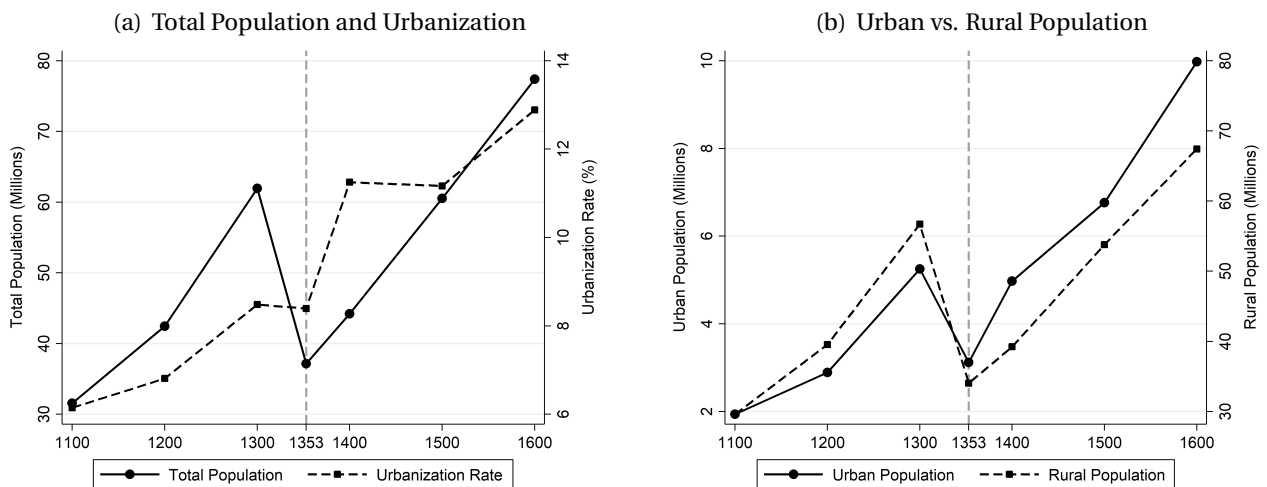 (a) Total Population and Urbanization
Total Population (Millions)
80
70
60
50
40
30
Urbanization Rate (%)
14
12
10
8
6
1100 1200 1300 1353 1400 1500 1600
Total Population Urbanization Rate
(b) Urban vs. Rural Population
Urban Population (Millions)
10
8
6
4
2
Rural Population (Millions)
80
70
60
50
40
30
1100 1200 1300 1353 1400 1500 1600
Urban Population Rural Population